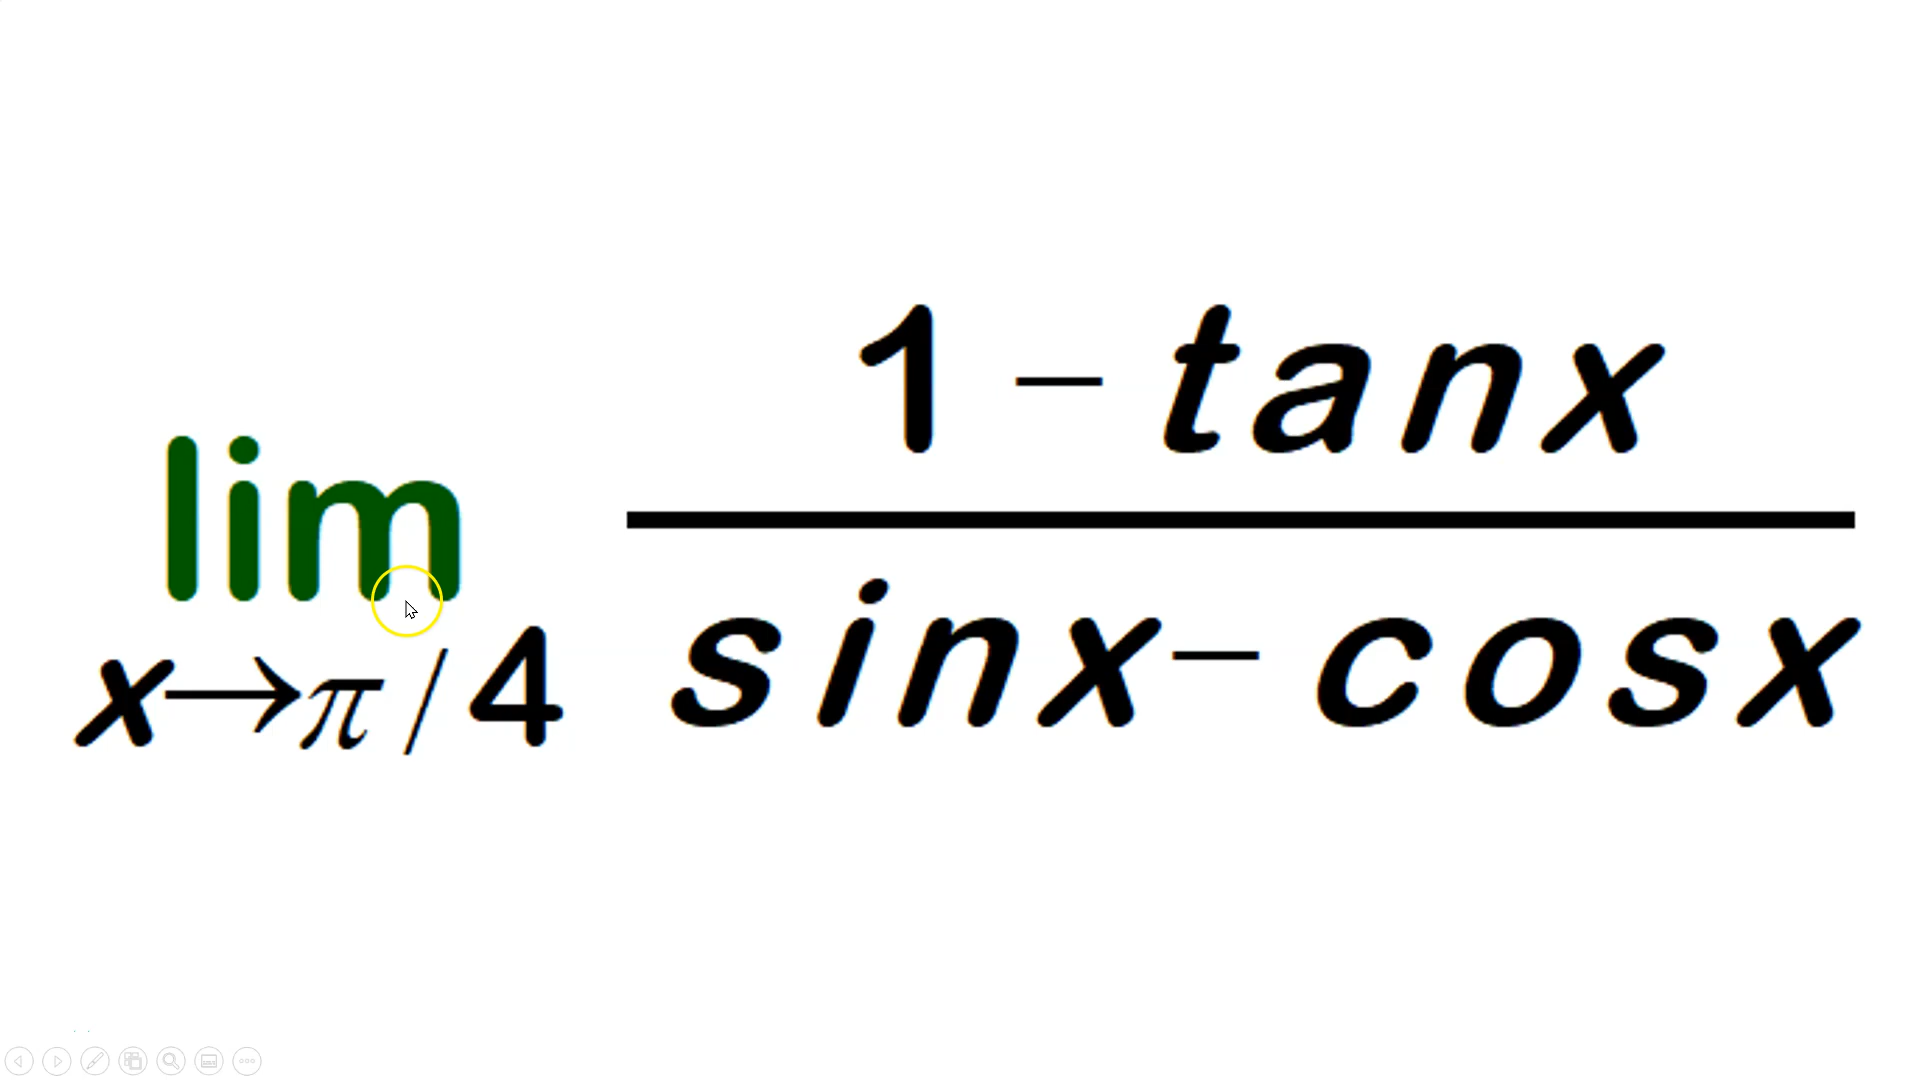 lim
x→π/4
1 − tanx
sinx− cosx